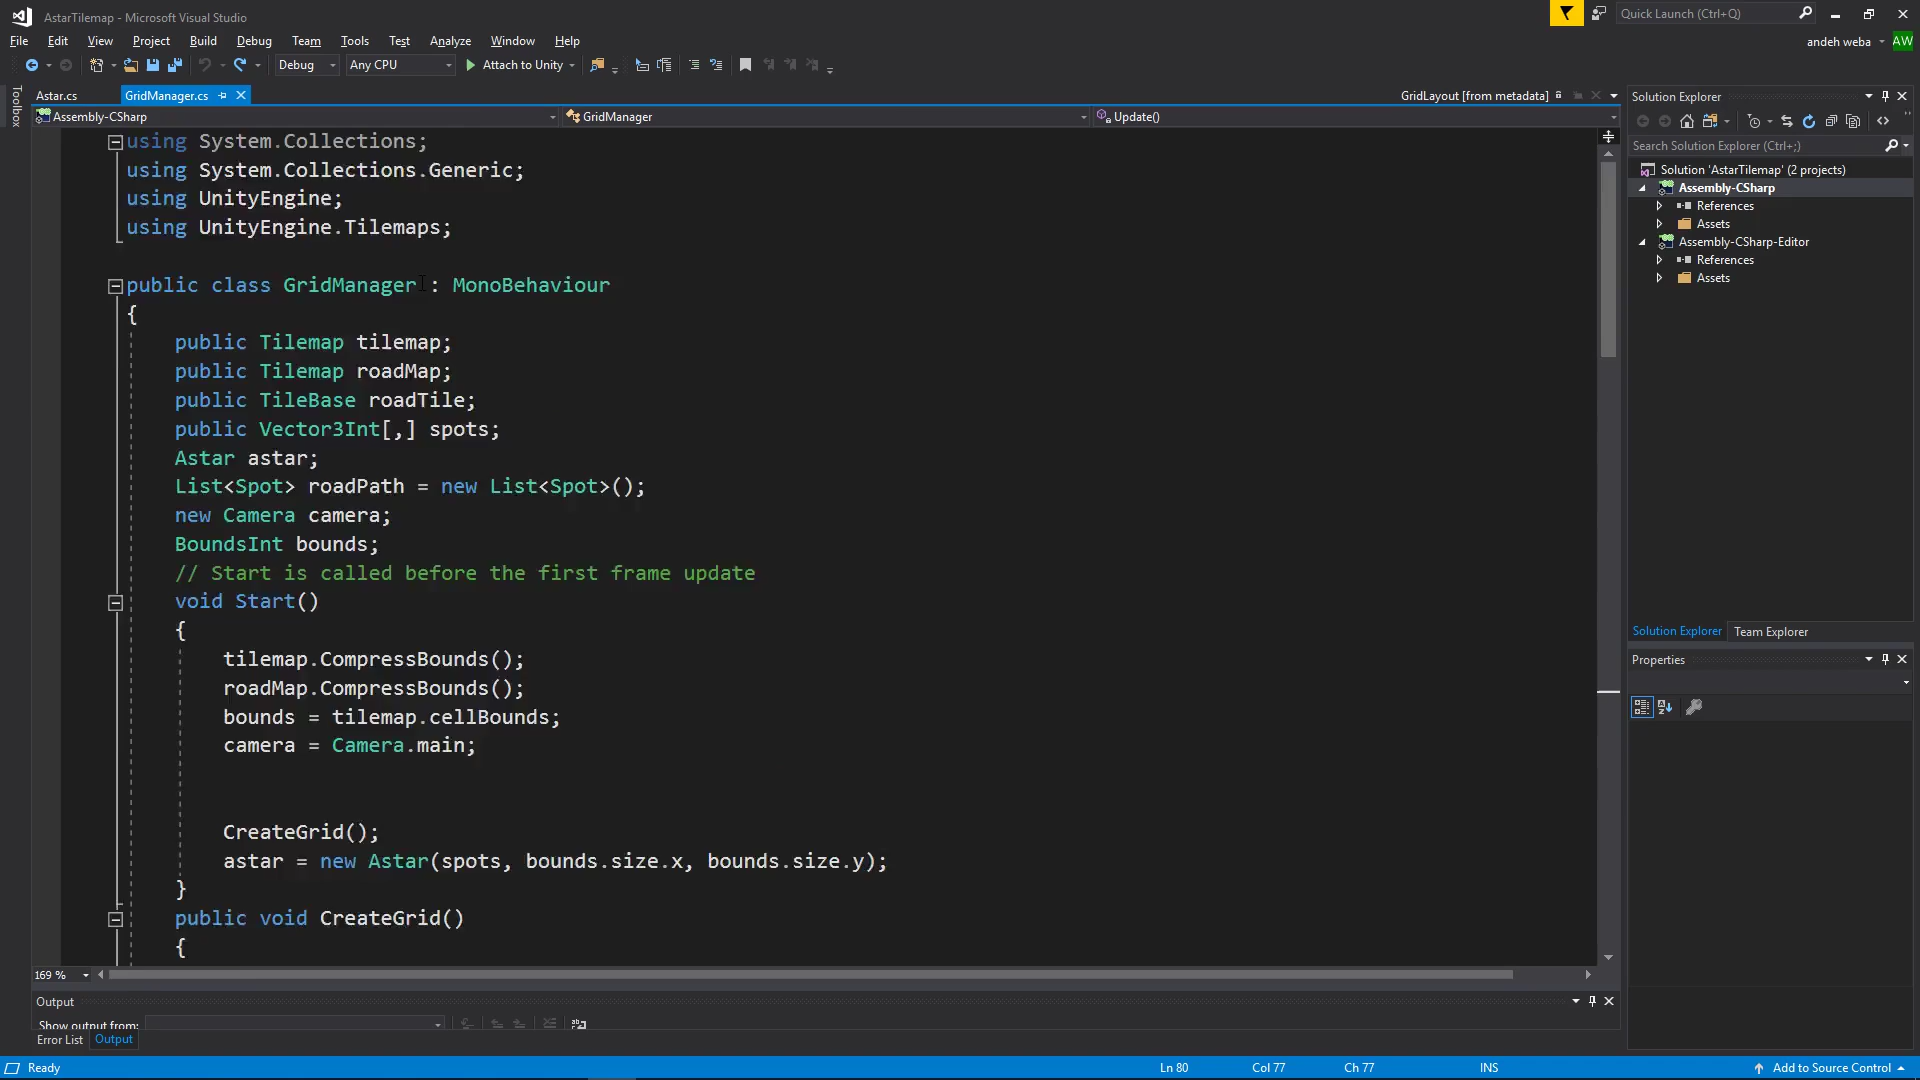 AstarTilemap - Microsoft Visual Studio
Quick Launch (Ctrl+Q)
File Edit View Project Build Debug Team Tools Test Analyze Window Help
andeh weba AW
Debug Any CPU Attach to Unity
Toolbox
Astar.cs GridManager.cs GridLayout [from metadata]
Assembly-CSharp GridManager Update()
using System.Collections;
using System.Collections.Generic;
using UnityEngine;
using UnityEngine.Tilemaps;
public class GridManager : MonoBehaviour
{
public Tilemap tilemap;
public Tilemap roadMap;
public TileBase roadTile;
public Vector3Int[,] spots;
Astar astar;
List<Spot> roadPath = new List<Spot>();
new Camera camera;
BoundsInt bounds;
// Start is called before the first frame update
void Start()
{
tilemap.CompressBounds();
roadMap.CompressBounds();
bounds = tilemap.cellBounds;
camera = Camera.main;
CreateGrid();
astar = new Astar(spots, bounds.size.x, bounds.size.y);
}
public void CreateGrid()
{
169 %
Output
Show output from:
Error List Output
Solution Explorer
Search Solution Explorer (Ctrl+;)
Solution 'AstarTilemap' (2 projects)
Assembly-CSharp
References
Assets
Assembly-CSharp-Editor
References
Assets
Solution Explorer Team Explorer
Properties
Ready Ln 80 Col 77 Ch 77 INS Add to Source Control